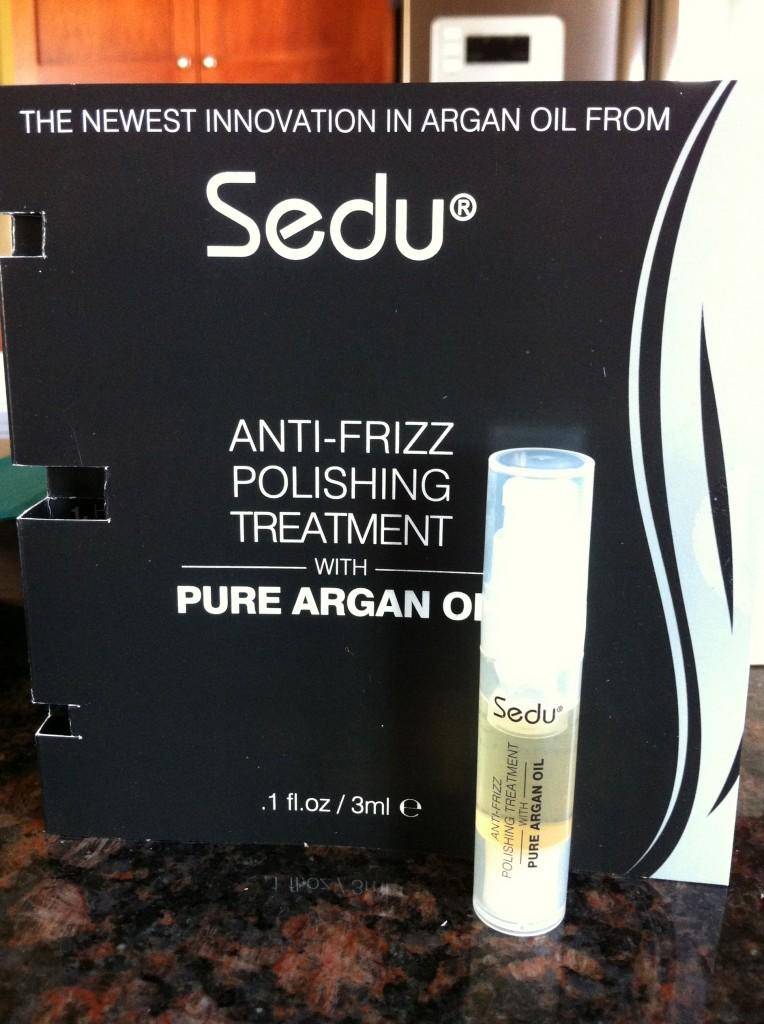 THE NEWEST INNOVATION IN ARGAN OIL FROM
Sedu®
ANTI-FRIZZ
POLISHING
TREATMENT
WITH
PURE ARGAN OI
.1 fl.oz / 3ml ℮
Sedu®
ANTI-FRIZZ
POLISHING TREATMENT
WITH
PURE ARGAN OIL